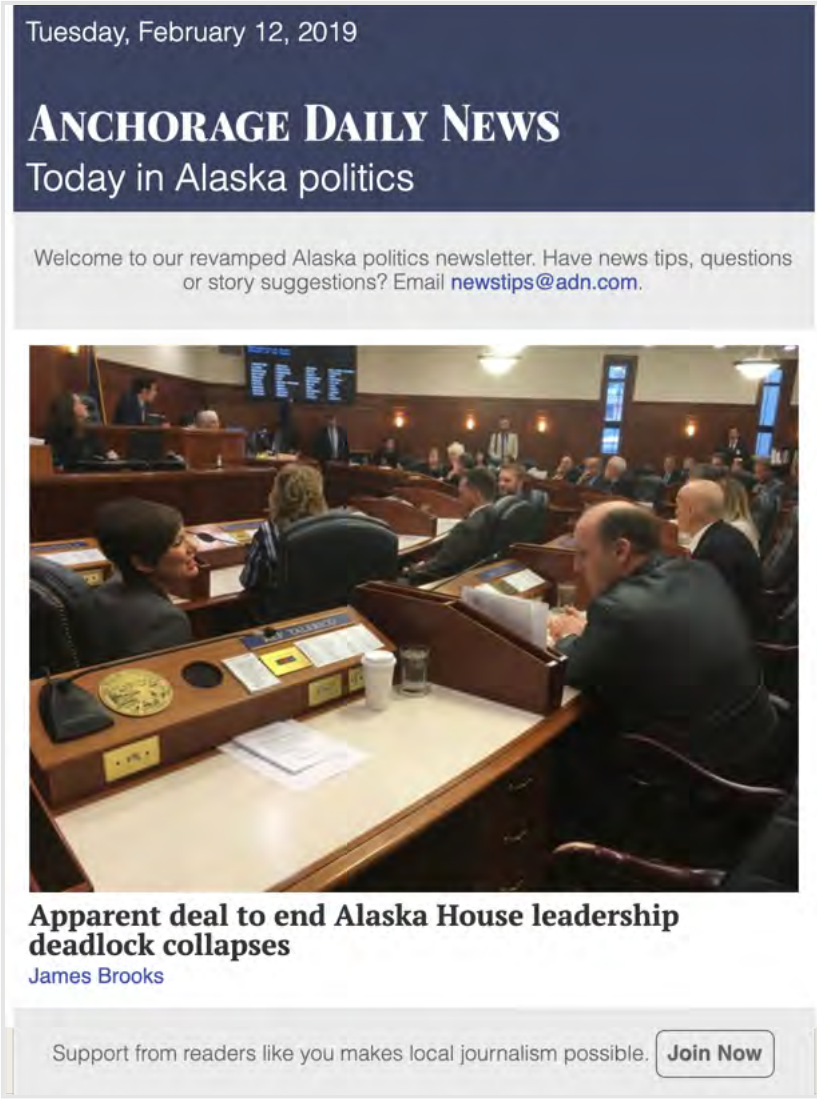 Tuesday, February 12, 2019
ANCHORAGE DAILY NEWS
Today in Alaska politics
Welcome to our revamped Alaska politics newsletter. Have news tips, questions
or story suggestions? Email newstips@adn.com.
REP. TALERICO
Apparent deal to end Alaska House leadership
deadlock collapses
James Brooks
Support from readers like you makes local journalism possible. Join Now